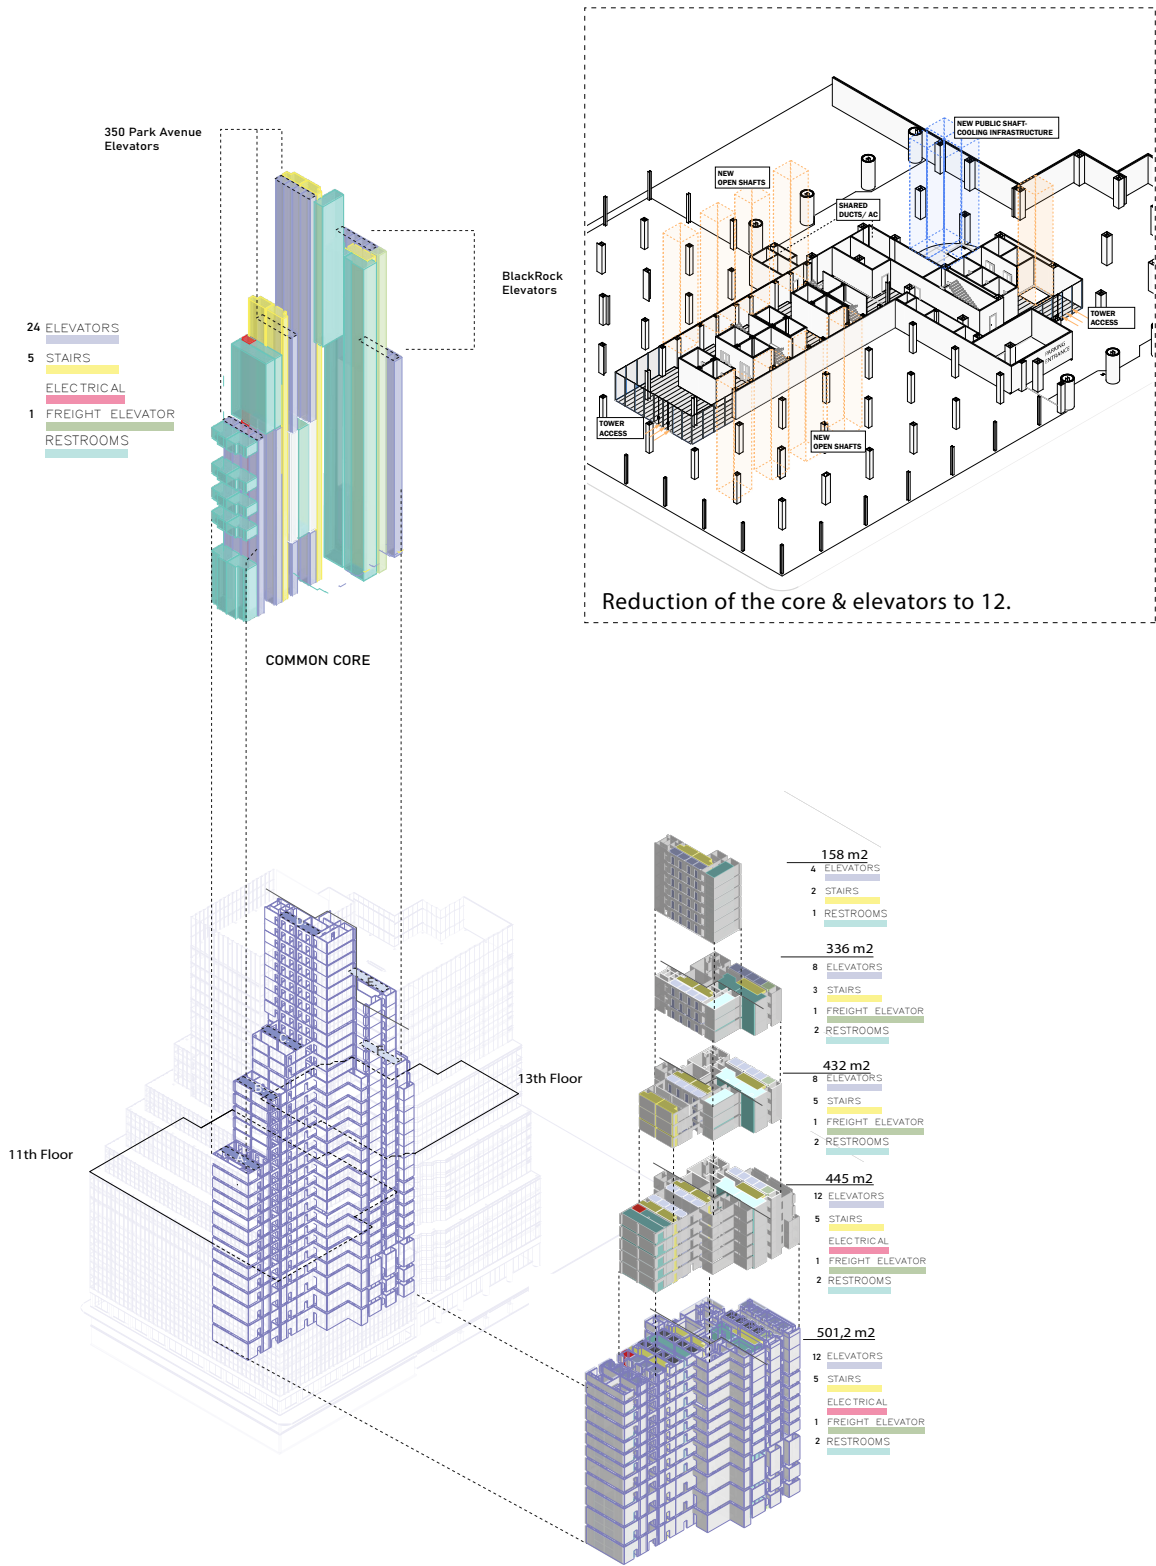 350 Park Avenue
Elevators
BlackRock
Elevators
24 ELEVATORS
5 STAIRS
ELECTRICAL
1 FREIGHT ELEVATOR
RESTROOMS
COMMON CORE
NEW PUBLIC SHAFT-
COOLING INFRASTRUCTURE
NEW
OPEN SHAFTS
SHARED
DUCTS/ AC
TOWER
ACCESS
PARKING
ENTRANCE
TOWER
ACCESS
NEW
OPEN SHAFTS
Reduction of the core & elevators to 12.
13th Floor
11th Floor
158 m2
4 ELEVATORS
2 STAIRS
1 RESTROOMS
336 m2
8 ELEVATORS
3 STAIRS
1 FREIGHT ELEVATOR
2 RESTROOMS
432 m2
8 ELEVATORS
5 STAIRS
1 FREIGHT ELEVATOR
2 RESTROOMS
445 m2
12 ELEVATORS
5 STAIRS
ELECTRICAL
1 FREIGHT ELEVATOR
2 RESTROOMS
501,2 m2
12 ELEVATORS
5 STAIRS
ELECTRICAL
1 FREIGHT ELEVATOR
2 RESTROOMS